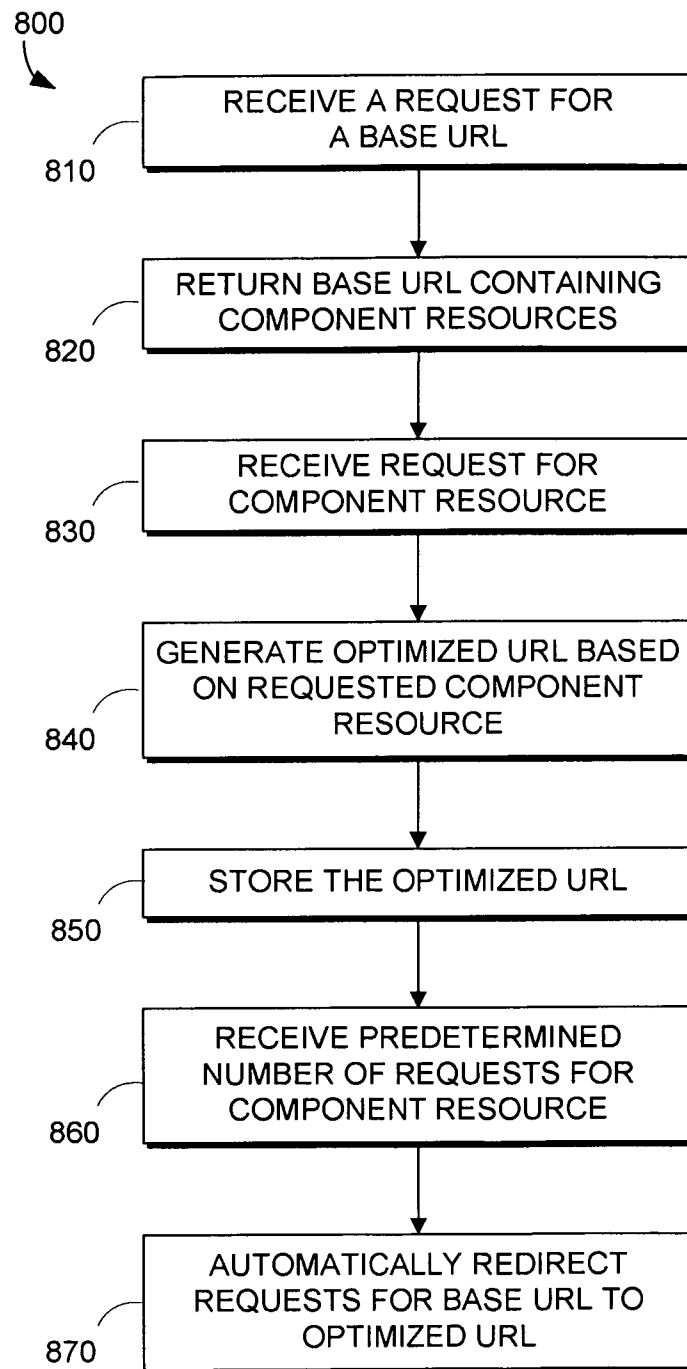 800
RECEIVE A REQUEST FOR
A BASE URL
810
RETURN BASE URL CONTAINING
COMPONENT RESOURCES
820
RECEIVE REQUEST FOR
COMPONENT RESOURCE
830
GENERATE OPTIMIZED URL BASED
ON REQUESTED COMPONENT
RESOURCE
840
STORE THE OPTIMIZED URL
850
RECEIVE PREDETERMINED
NUMBER OF REQUESTS FOR
COMPONENT RESOURCE
860
AUTOMATICALLY REDIRECT
REQUESTS FOR BASE URL TO
OPTIMIZED URL
870